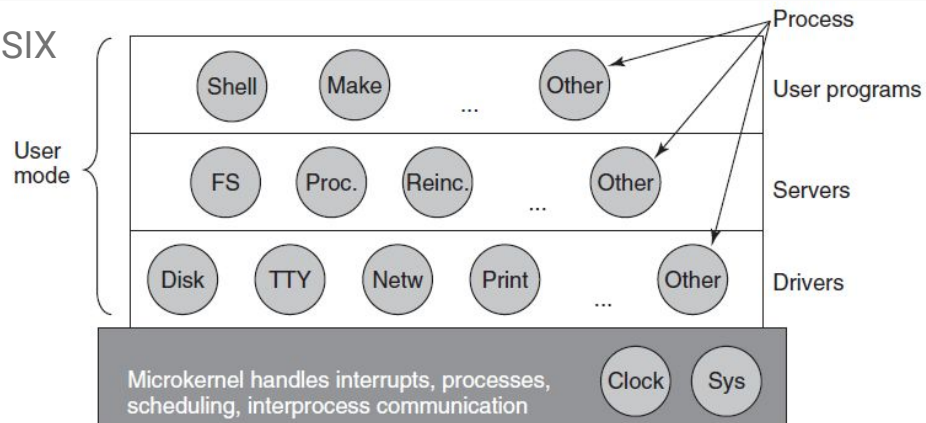 SIX
Process
Shell
Make
...
Other
User programs
User
mode
FS
Proc.
Reinc.
...
Other
Servers
Disk
TTY
Netw
Print
...
Other
Drivers
Microkernel handles interrupts, processes,
scheduling, interprocess communication
Clock
Sys